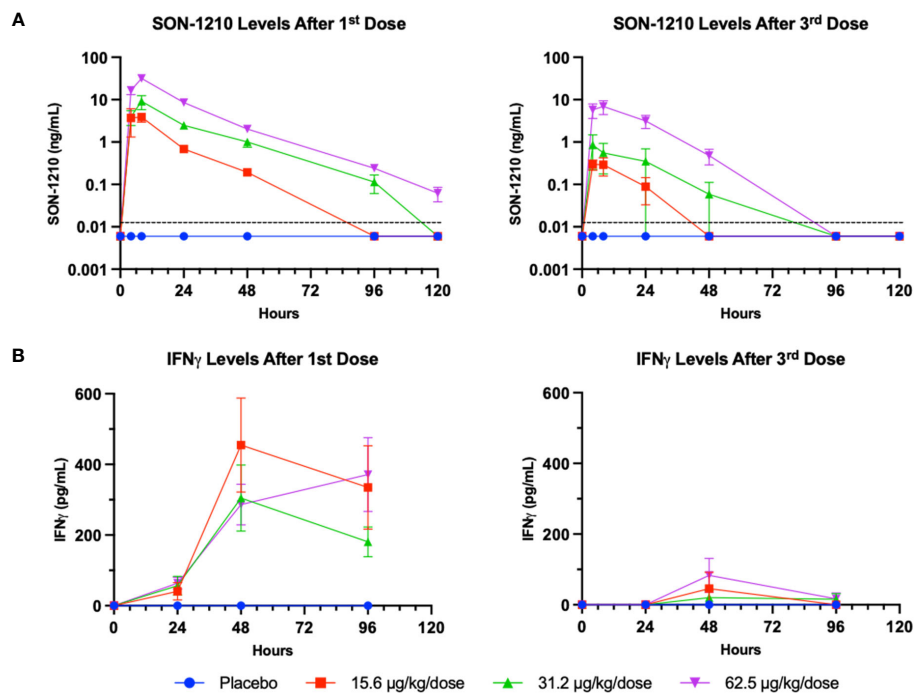 A
SON-1210 Levels After 1st Dose
SON-1210 (ng/mL)
100
10
1
0.1
0.01
0.001
0 24 48 72 96 120
Hours
SON-1210 Levels After 3rd Dose
SON-1210 (ng/mL)
100
10
1
0.1
0.01
0.001
0 24 48 72 96 120
Hours
B
IFNγ Levels After 1st Dose
IFNγ (pg/mL)
600
400
200
0
0 24 48 72 96 120
Hours
IFNγ Levels After 3rd Dose
IFNγ (pg/mL)
600
400
200
0
0 24 48 72 96 120
Hours
Placebo 15.6 µg/kg/dose 31.2 µg/kg/dose 62.5 µg/kg/dose